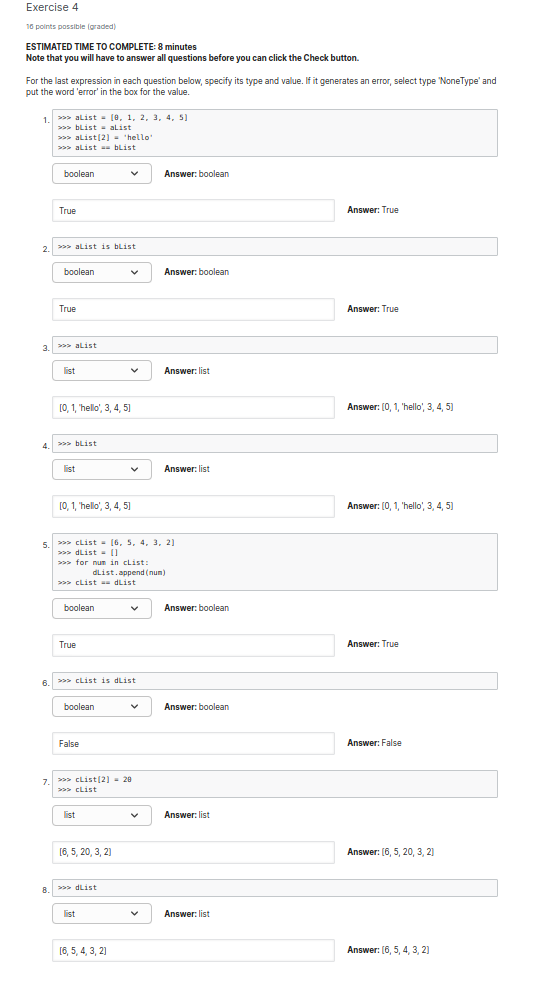 Exercise 4
16 points possible (graded)
ESTIMATED TIME TO COMPLETE: 8 minutes
Note that you will have to answer all questions before you can click the Check button.
For the last expression in each question below, specify its type and value. If it generates an error, select type 'NoneType' and
put the word 'error' in the box for the value.
1. >>> aList = [0, 1, 2, 3, 4, 5]
>>> bList = aList
>>> aList[2] = 'hello'
>>> aList == bList
boolean Answer: boolean
True Answer: True
2. >>> aList is bList
boolean Answer: boolean
True Answer: True
3. >>> aList
list Answer: list
[0, 1, 'hello', 3, 4, 5] Answer: [0, 1, 'hello', 3, 4, 5]
4. >>> bList
list Answer: list
[0, 1, 'hello', 3, 4, 5] Answer: [0, 1, 'hello', 3, 4, 5]
5. >>> cList = [6, 5, 4, 3, 2]
>>> dList = []
>>> for num in cList:
dList.append(num)
>>> cList == dList
boolean Answer: boolean
True Answer: True
6. >>> cList is dList
boolean Answer: boolean
False Answer: False
7. >>> cList[2] = 20
>>> cList
list Answer: list
[6, 5, 20, 3, 2] Answer: [6, 5, 20, 3, 2]
8. >>> dList
list Answer: list
[6, 5, 4, 3, 2] Answer: [6, 5, 4, 3, 2]